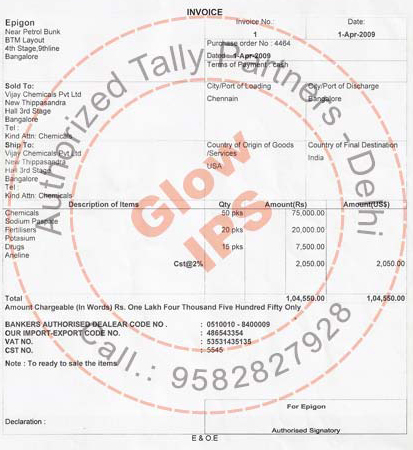 INVOICE
Epigon
Near Petrol Bunk
BTM Layout
4th Stage,9thline
Bangalore
Invoice No :
1
Date:
1-Apr-2009
Purchase order No : 4464
Dated : 1-Apr-2009
Terms of Payment : cash
Sold To:
Vijay Chemicals Pvt Ltd
New Thippasandra
Hall 3rd Stage
Bangalore
Tel :
Kind Attn: Chemicals
City/Port of Loading
Chennain
City/Port of Discharge
Bangalore
Ship To:
Vijay Chemicals Pvt Ltd
New Thippasandra
Hall 3rd Stage
Bangalore
Tel :
Kind Attn: Chemicals
Country of Origin of Goods
/Services
USA
Country of Final Destination
India
Description of Items Qty Amount(Rs) Amount(US$)
Chemicals 50 pks 75,000.00
Sodium Paspate
Fertilisers 20 pks 20,000.00
Potasium
Drugs 15 pks 7,500.00
Aneline
Cst@2% 2,050.00 2,050.00
Total 1,04,550.00 1,04,550.00
Amount Chargeable (In Words) Rs. One Lakh Four Thousand Five Hundred Fifty Only
BANKERS AUTHORISED DEALEAR CODE NO . : 0510010 - 8400009
OUR IMPORT-EXPORT CODE NO. : 486543354
VAT NO. : 53531435135
CST NO. : 5545
Note : To ready to sale the items
For Epigon
Declaration :
Authorised Signatory
E & O.E
Authorized Tally Partners - Delhi
Glow
IPS
Call.: 9582827928